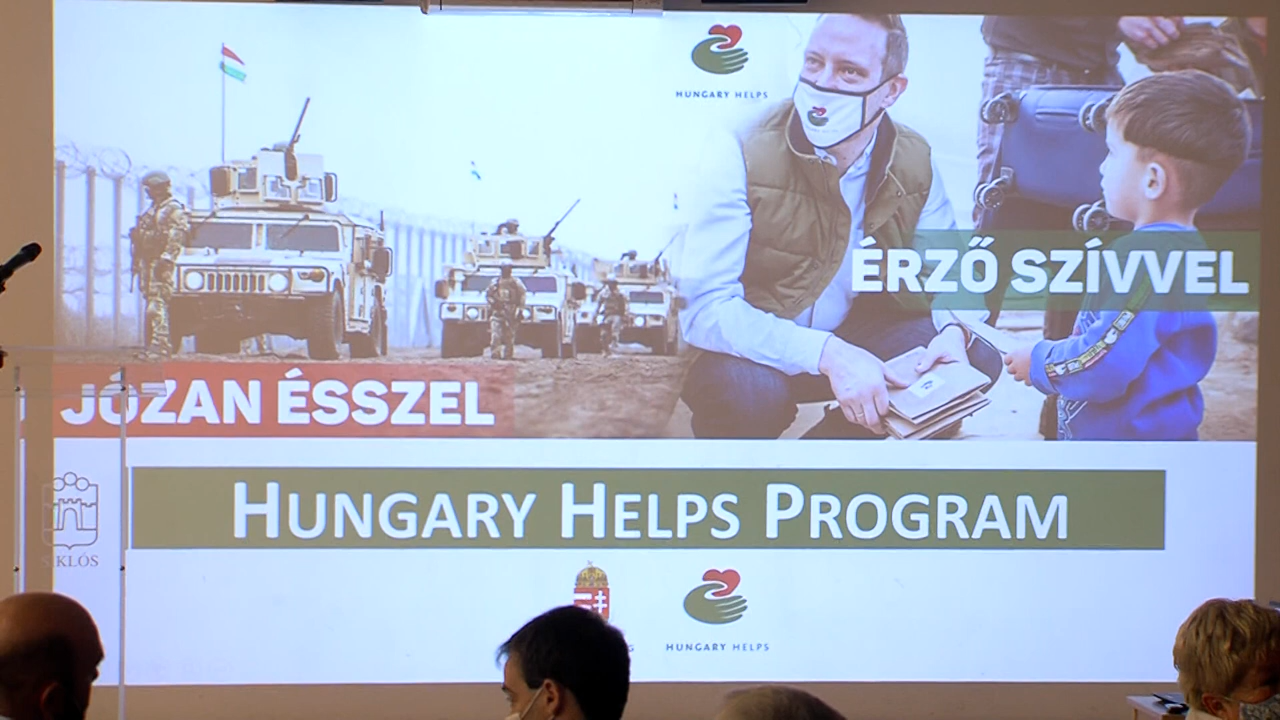 HUNGARY HELPS
ÉRZŐ SZÍVVEL
JÓZAN ÉSSZEL
HUNGARY HELPS PROGRAM
SIKLÓS
HUNGARY HELPS